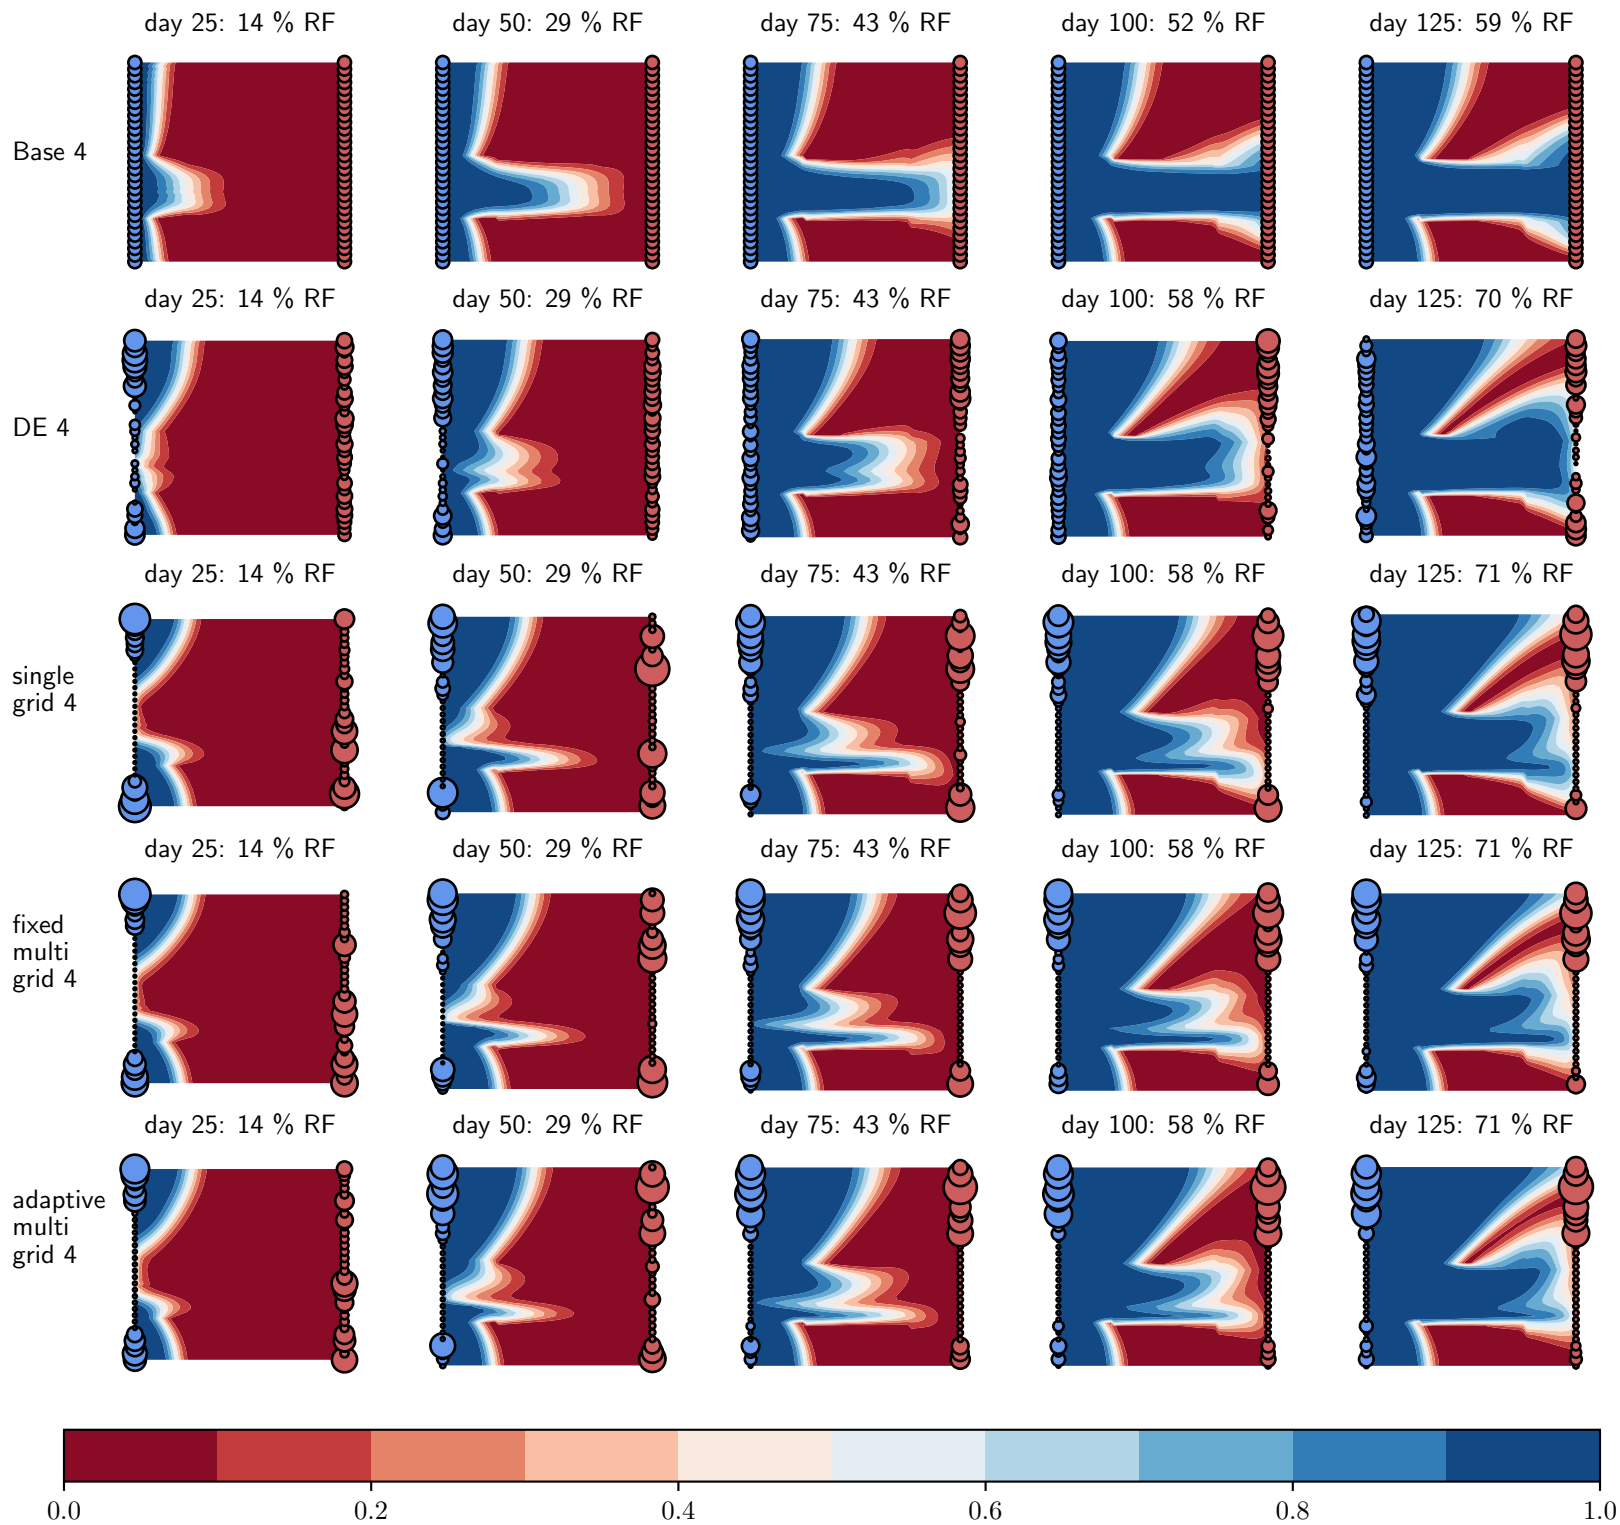 day 25: 14 % RF
day 50: 29 % RF
day 75: 43 % RF
day 100: 52 % RF
day 125: 59 % RF
Base 4
day 25: 14 % RF
day 50: 29 % RF
day 75: 43 % RF
day 100: 58 % RF
day 125: 70 % RF
DE 4
day 25: 14 % RF
day 50: 29 % RF
day 75: 43 % RF
day 100: 58 % RF
day 125: 71 % RF
single
grid 4
day 25: 14 % RF
day 50: 29 % RF
day 75: 43 % RF
day 100: 58 % RF
day 125: 71 % RF
fixed
multi
grid 4
day 25: 14 % RF
day 50: 29 % RF
day 75: 43 % RF
day 100: 58 % RF
day 125: 71 % RF
adaptive
multi
grid 4
0.0
0.2
0.4
0.6
0.8
1.0